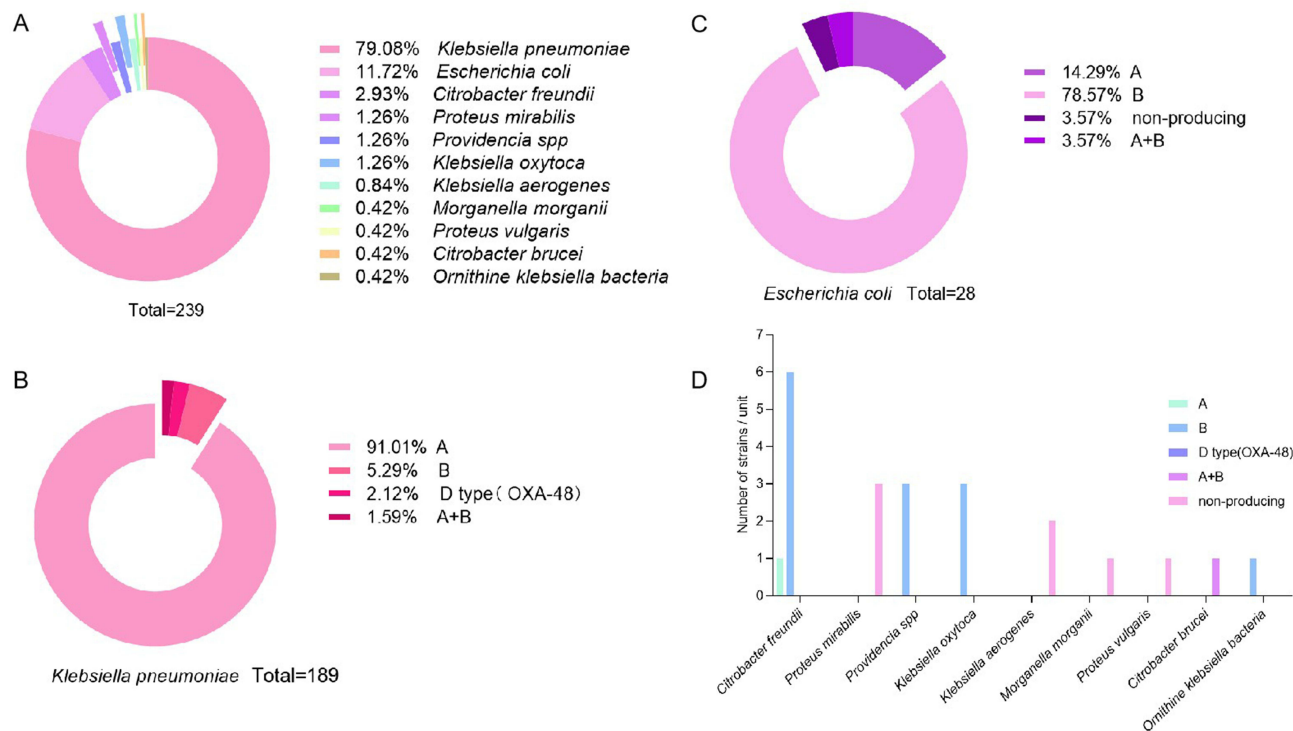 A
79.08% Klebsiella pneumoniae
11.72% Escherichia coli
2.93% Citrobacter freundii
1.26% Proteus mirabilis
1.26% Providencia spp
1.26% Klebsiella oxytoca
0.84% Klebsiella aerogenes
0.42% Morganella morganii
0.42% Proteus vulgaris
0.42% Citrobacter brucei
0.42% Ornithine klebsiella bacteria
Total=239
B
91.01% A
5.29% B
2.12% D type( OXA-48)
1.59% A+B
Klebsiella pneumoniae Total=189
C
14.29% A
78.57% B
3.57% non-producing
3.57% A+B
Escherichia coli Total=28
D
Number of strains / unit
7
6
5
4
3
2
1
0
A
B
D type(OXA-48)
A+B
non-producing
Citrobacter freundii
Proteus mirabilis
Providencia spp
Klebsiella oxytoca
Klebsiella aerogenes
Morganella morganii
Proteus vulgaris
Citrobacter brucei
Ornithine klebsiella bacteria